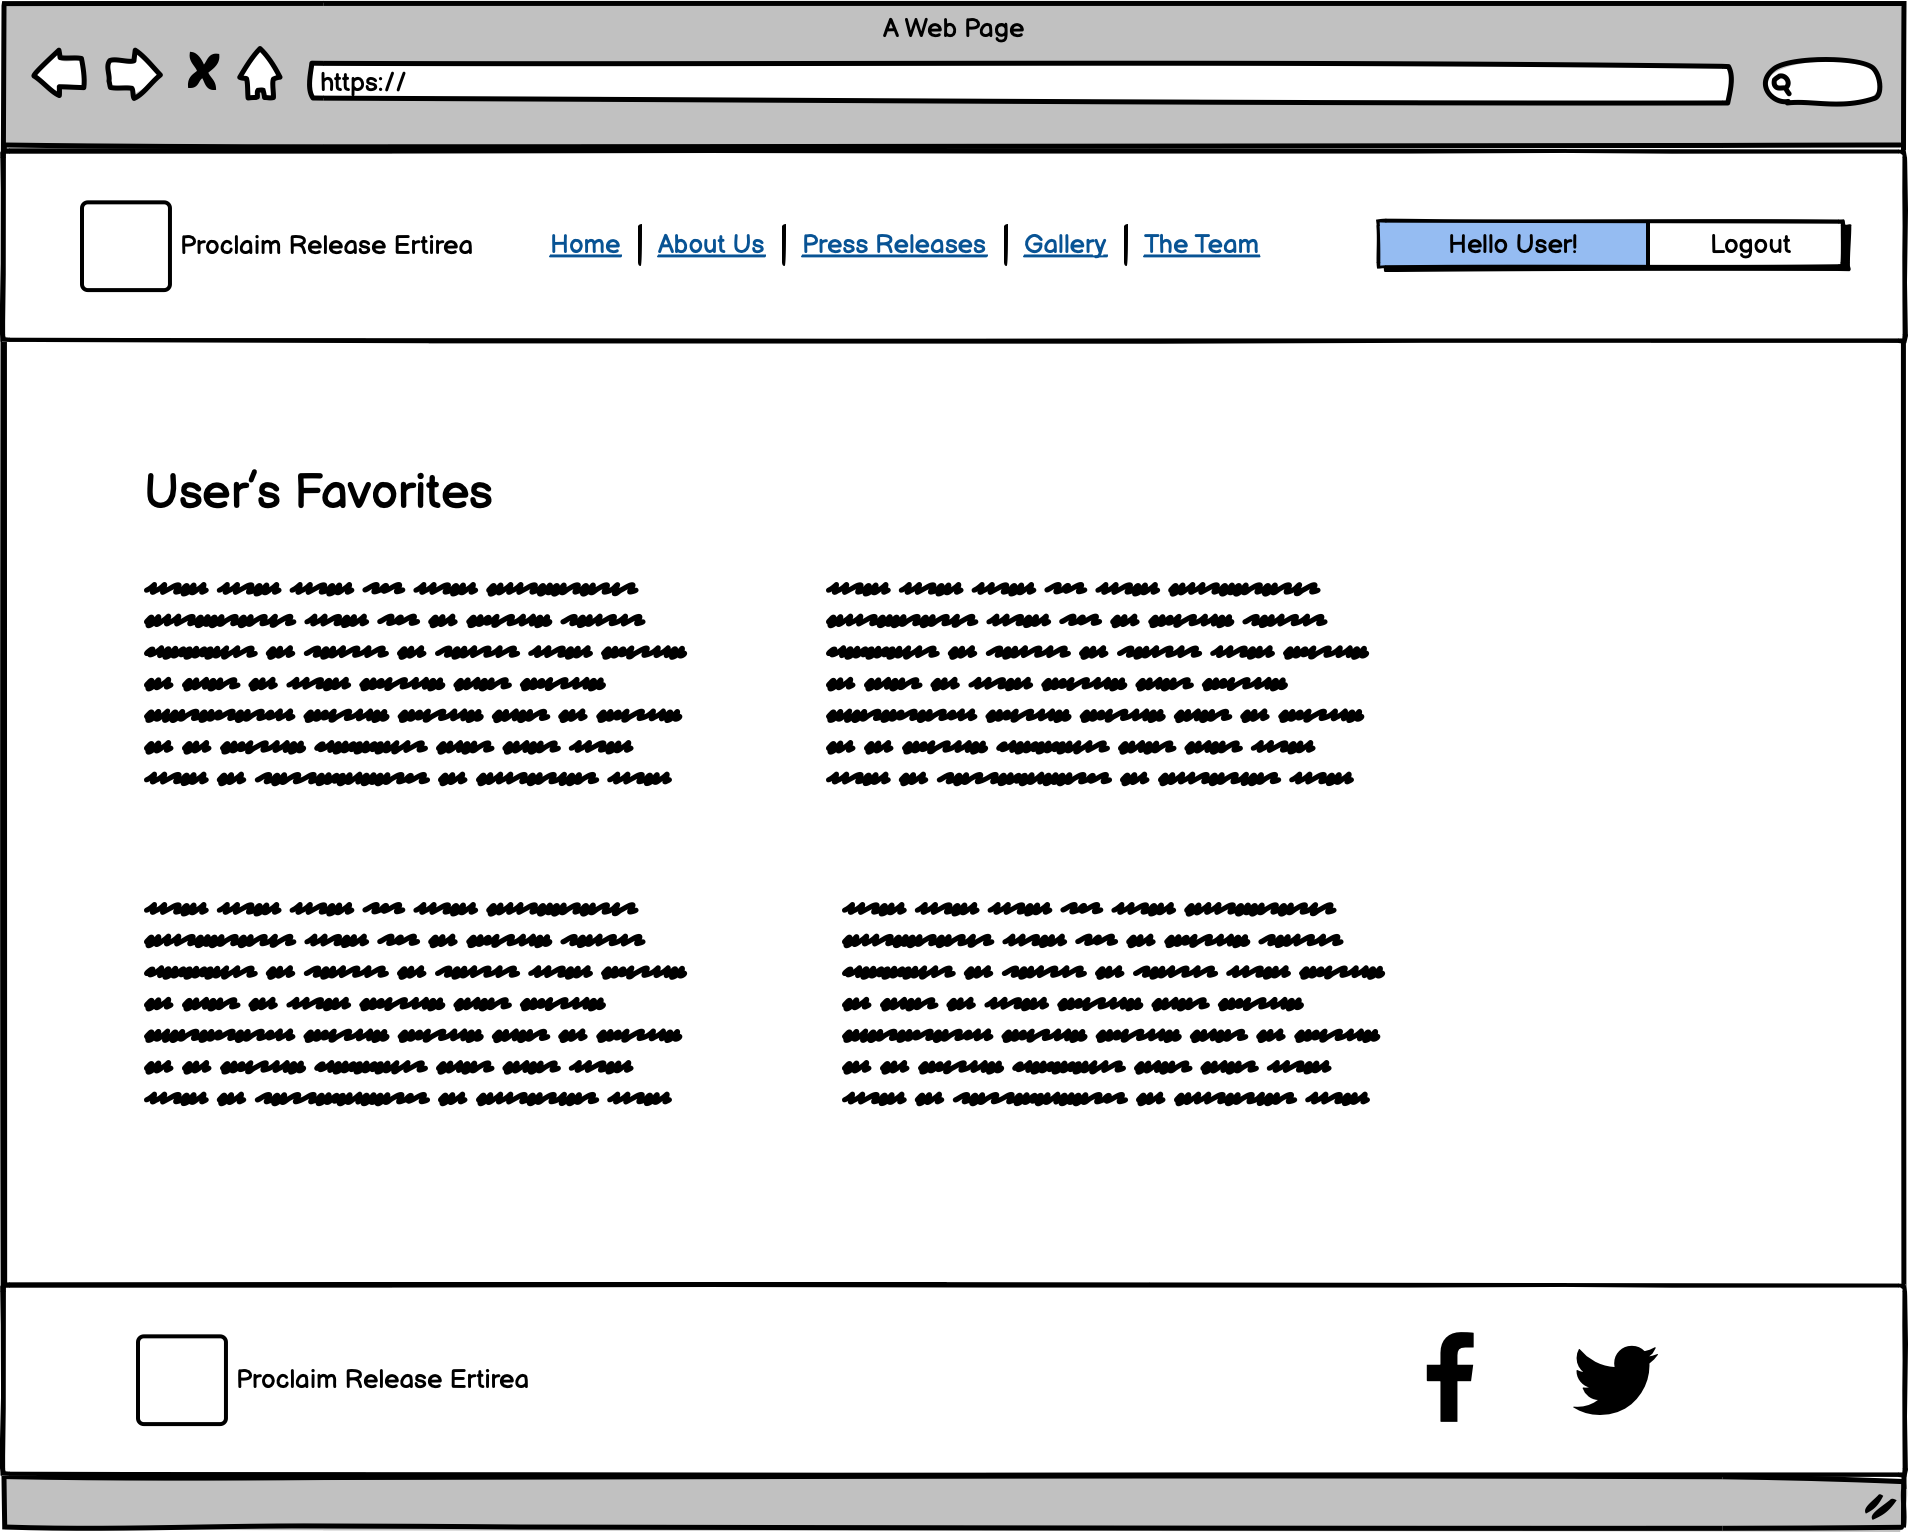 A Web Page
https://
Proclaim Release Ertirea
Home
About Us
Press Releases
Gallery
The Team
Hello User!
Logout
User's Favorites
Proclaim Release Ertirea